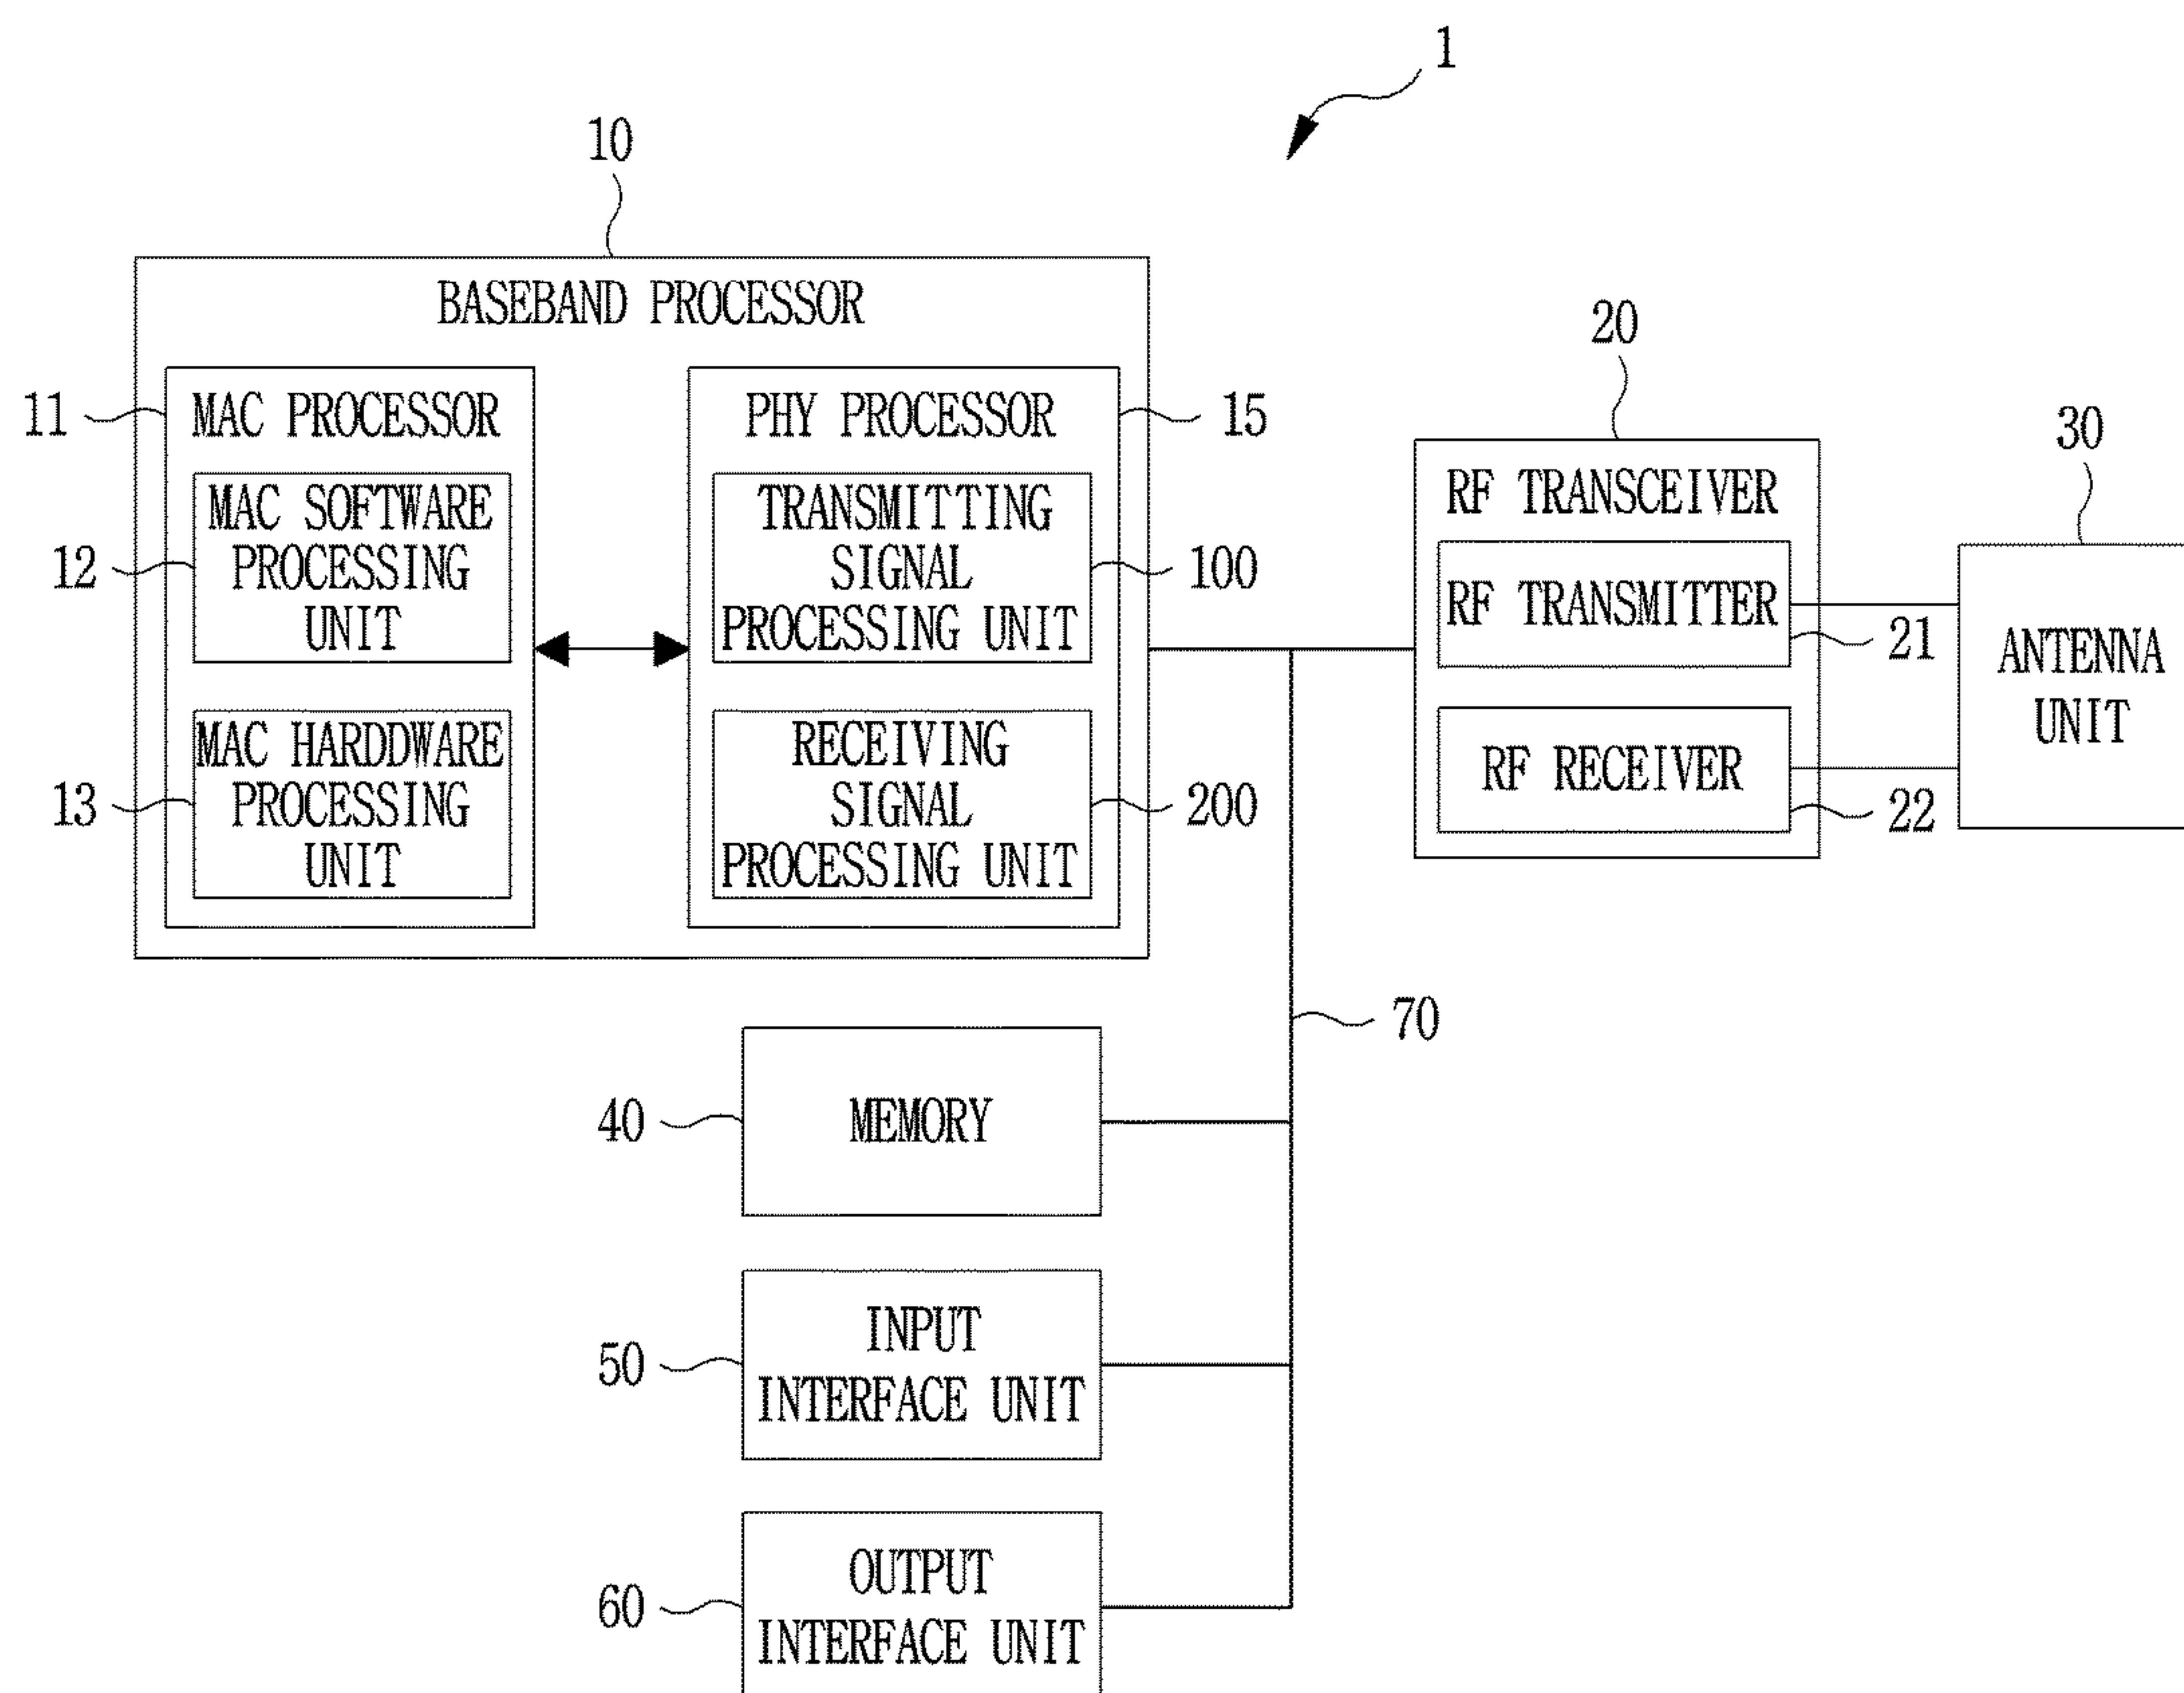 1
10
BASEBAND PROCESSOR
11
MAC PROCESSOR
12
MAC SOFTWARE
PROCESSING
UNIT
13
MAC HARDDWARE
PROCESSING
UNIT
PHY PROCESSOR
15
TRANSMITTING
SIGNAL
PROCESSING UNIT
100
RECEIVING
SIGNAL
PROCESSING UNIT
200
20
RF TRANSCEIVER
RF TRANSMITTER
21
RF RECEIVER
22
30
ANTENNA
UNIT
70
40
MEMORY
50
INPUT
INTERFACE UNIT
60
OUTPUT
INTERFACE UNIT